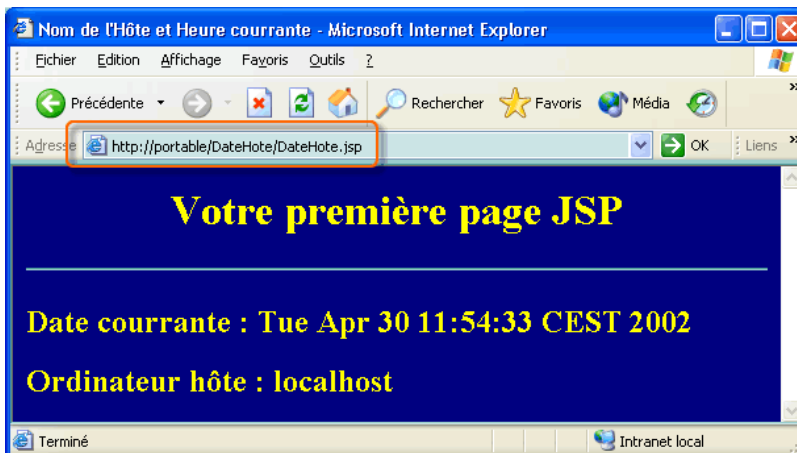 Nom de l'Hôte et Heure courrante - Microsoft Internet Explorer
Fichier Edition Affichage Favoris Outils ?
Précédente Rechercher Favoris Média »
Adresse http://portable/DateHote/DateHote.jsp OK Liens »
Votre première page JSP
Date courrante : Tue Apr 30 11:54:33 CEST 2002
Ordinateur hôte : localhost
Terminé Intranet local